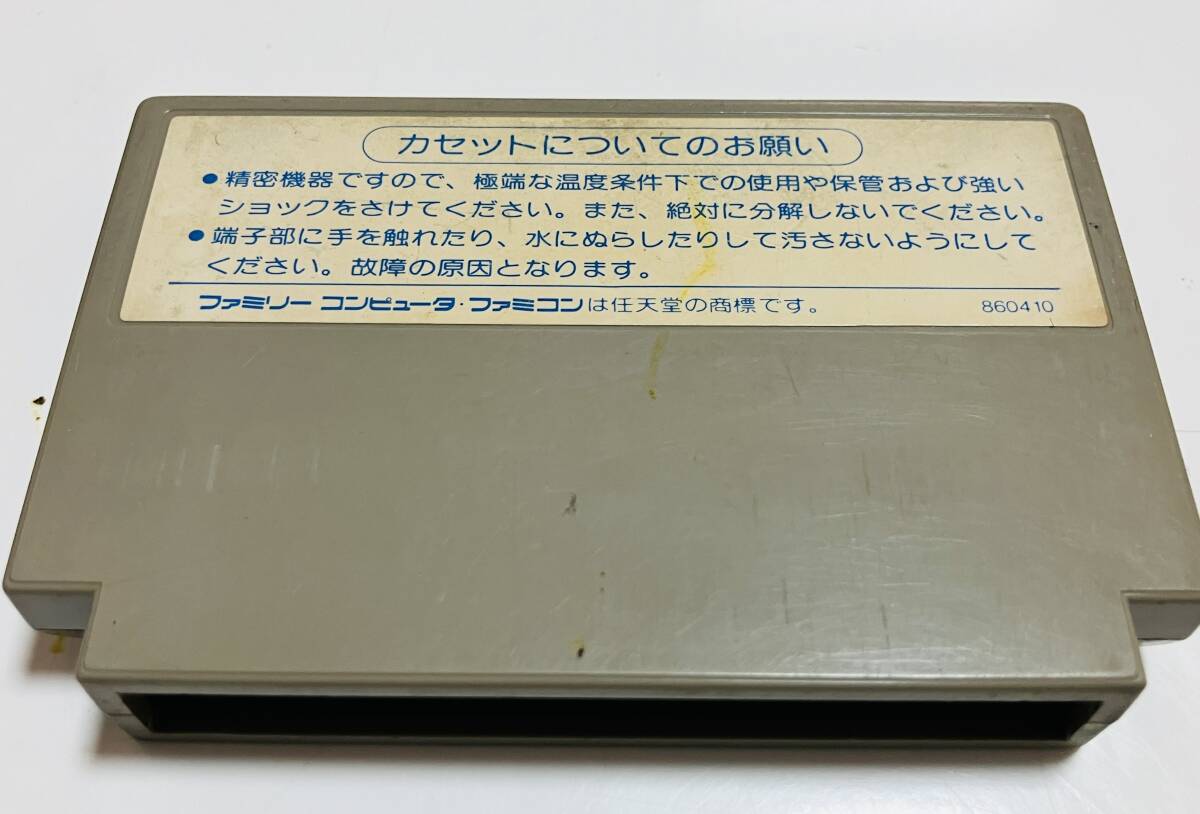 カセットについてのお願い
●精密機器ですので、極端な温度条件下での使用や保管および強い
ショックをさけてください。また、絶対に分解しないでください。
●端子部に手を触れたり、水にぬらしたりして汚さないようにして
ください。故障の原因となります。
ファミリー コンピュータ・ファミコンは任天堂の商標です。 860410